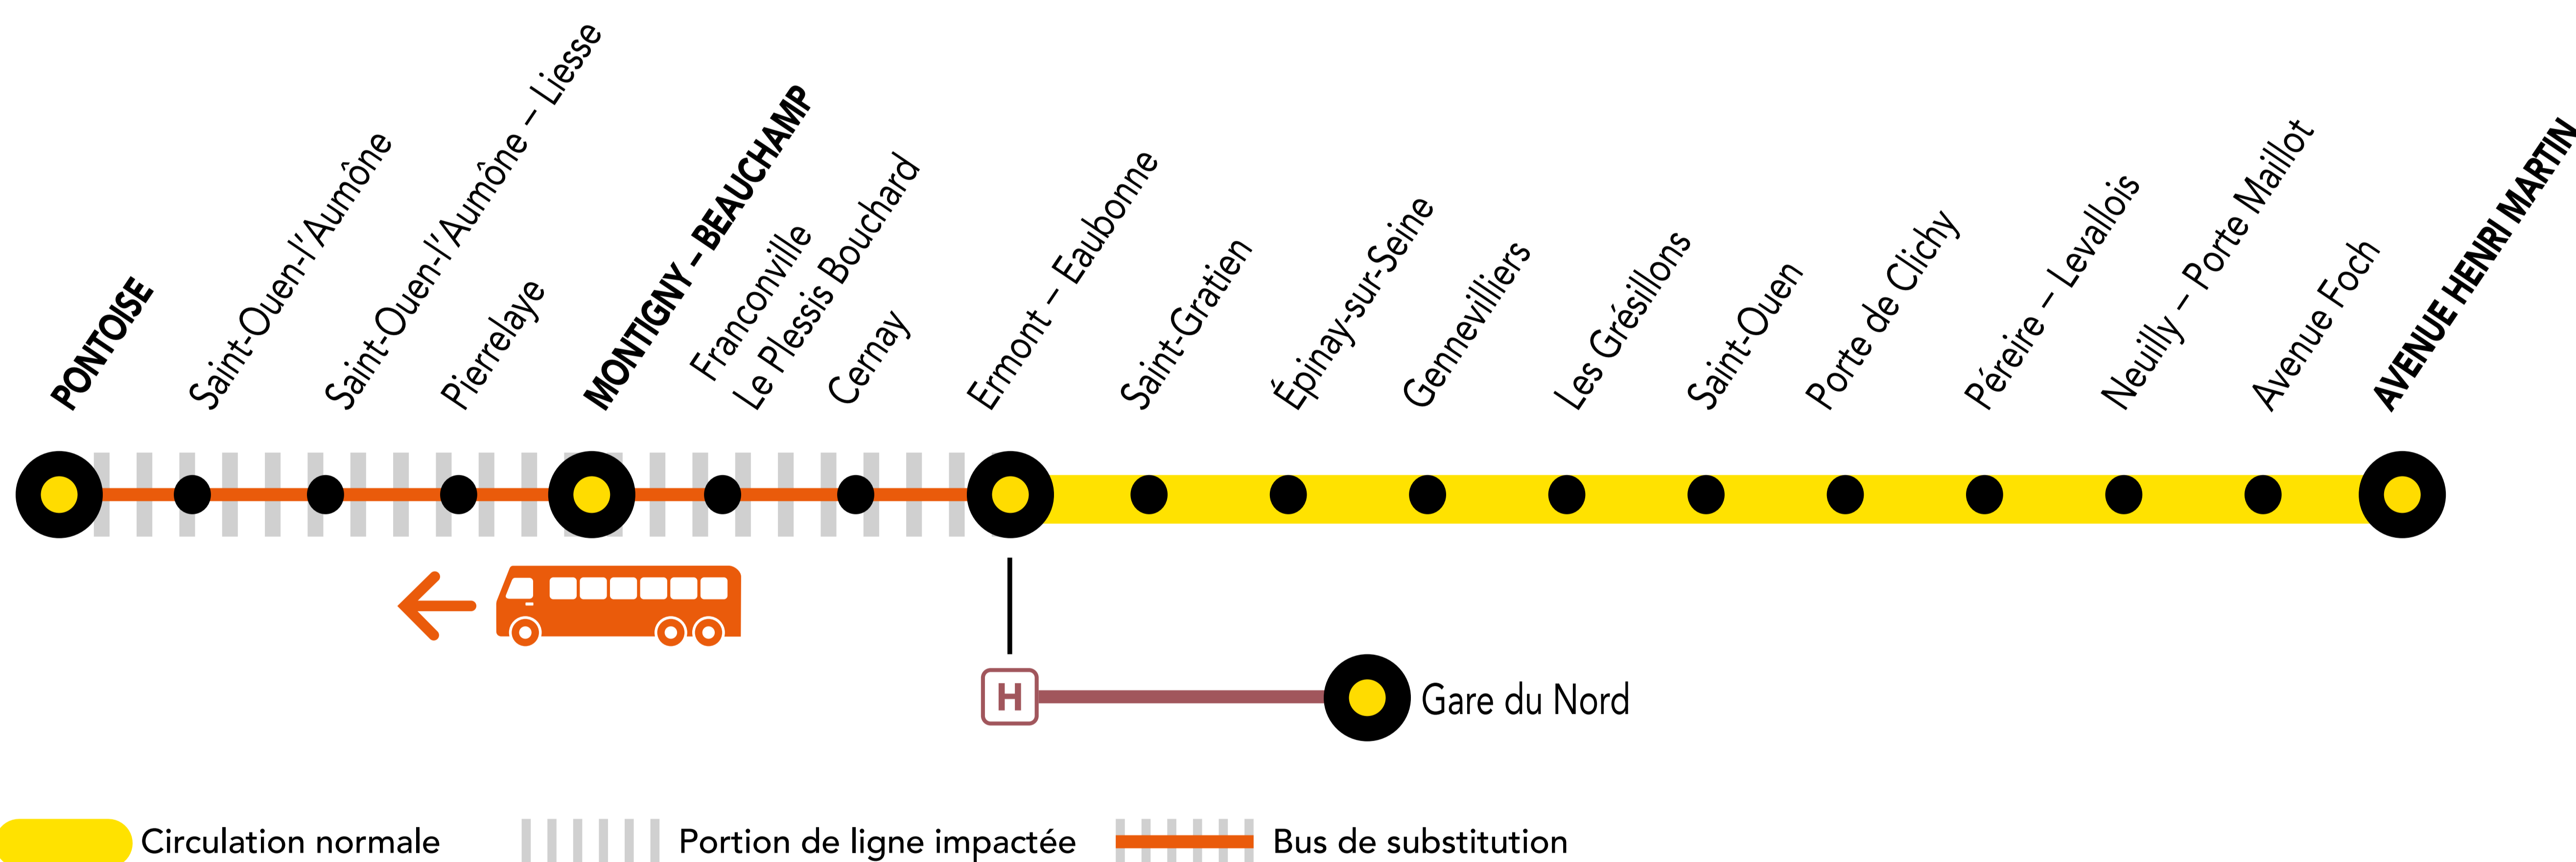 PONTOISE
Saint-Ouen-l'Aumône
Saint-Ouen-l'Aumône – Liesse
Pierrelaye
MONTIGNY – BEAUCHAMP
Franconville
Le Plessis Bouchard
Cernay
Ermont – Eaubonne
Saint-Gratien
Épinay-sur-Seine
Gennevilliers
Les Grésillons
Saint-Ouen
Porte de Clichy
Péreire – Levallois
Neuilly – Porte Maillot
Avenue Foch
AVENUE HENRI MARTIN
H
Gare du Nord
Circulation normale
Portion de ligne impactée
Bus de substitution